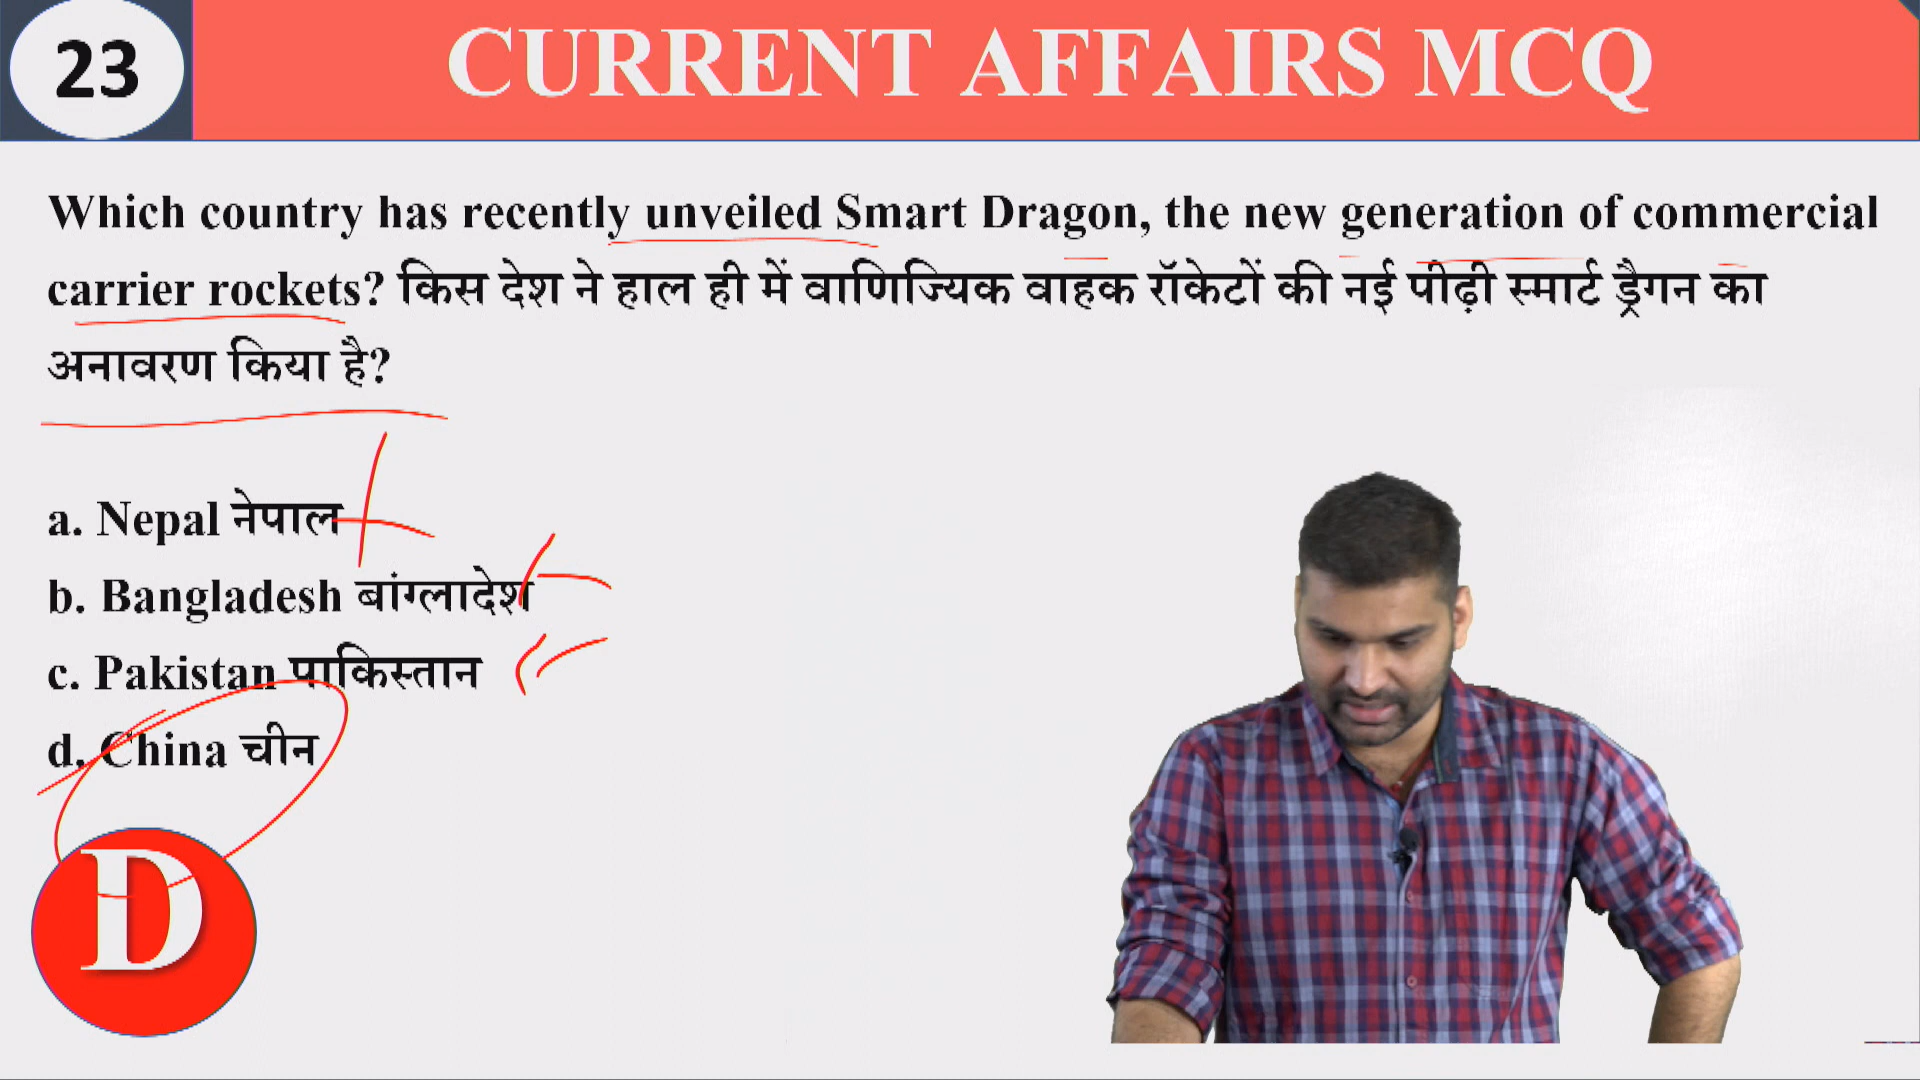 23
CURRENT AFFAIRS MCQ
Which country has recently unveiled Smart Dragon, the new generation of commercial
carrier rockets? किस देश ने हाल ही में वाणिज्यिक वाहक रॉकेटों की नई पीढ़ी स्मार्ट ड्रैगन का
अनावरण किया है?
a. Nepal नेपाल
b. Bangladesh बांग्लादेश
c. Pakistan पाकिस्तान
d. China चीन
D